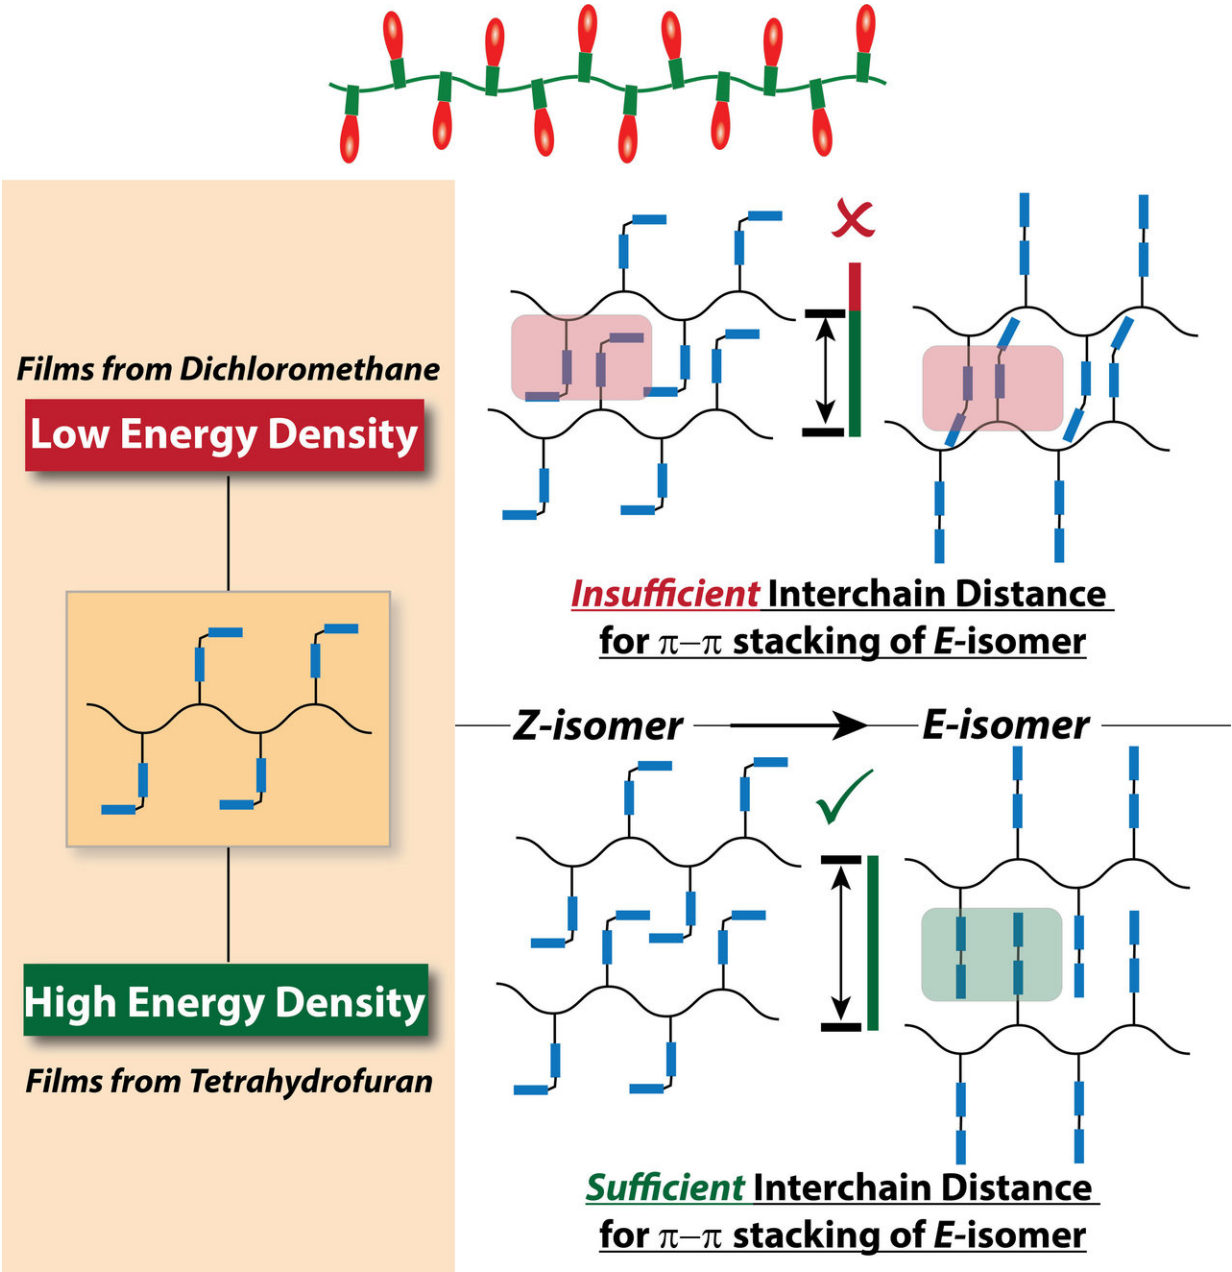 Films from Dichloromethane
Low Energy Density
High Energy Density
Films from Tetrahydrofuran
Insufficient Interchain Distance
for π–π stacking of E-isomer
Z-isomer
E-isomer
Sufficient Interchain Distance
for π–π stacking of E-isomer